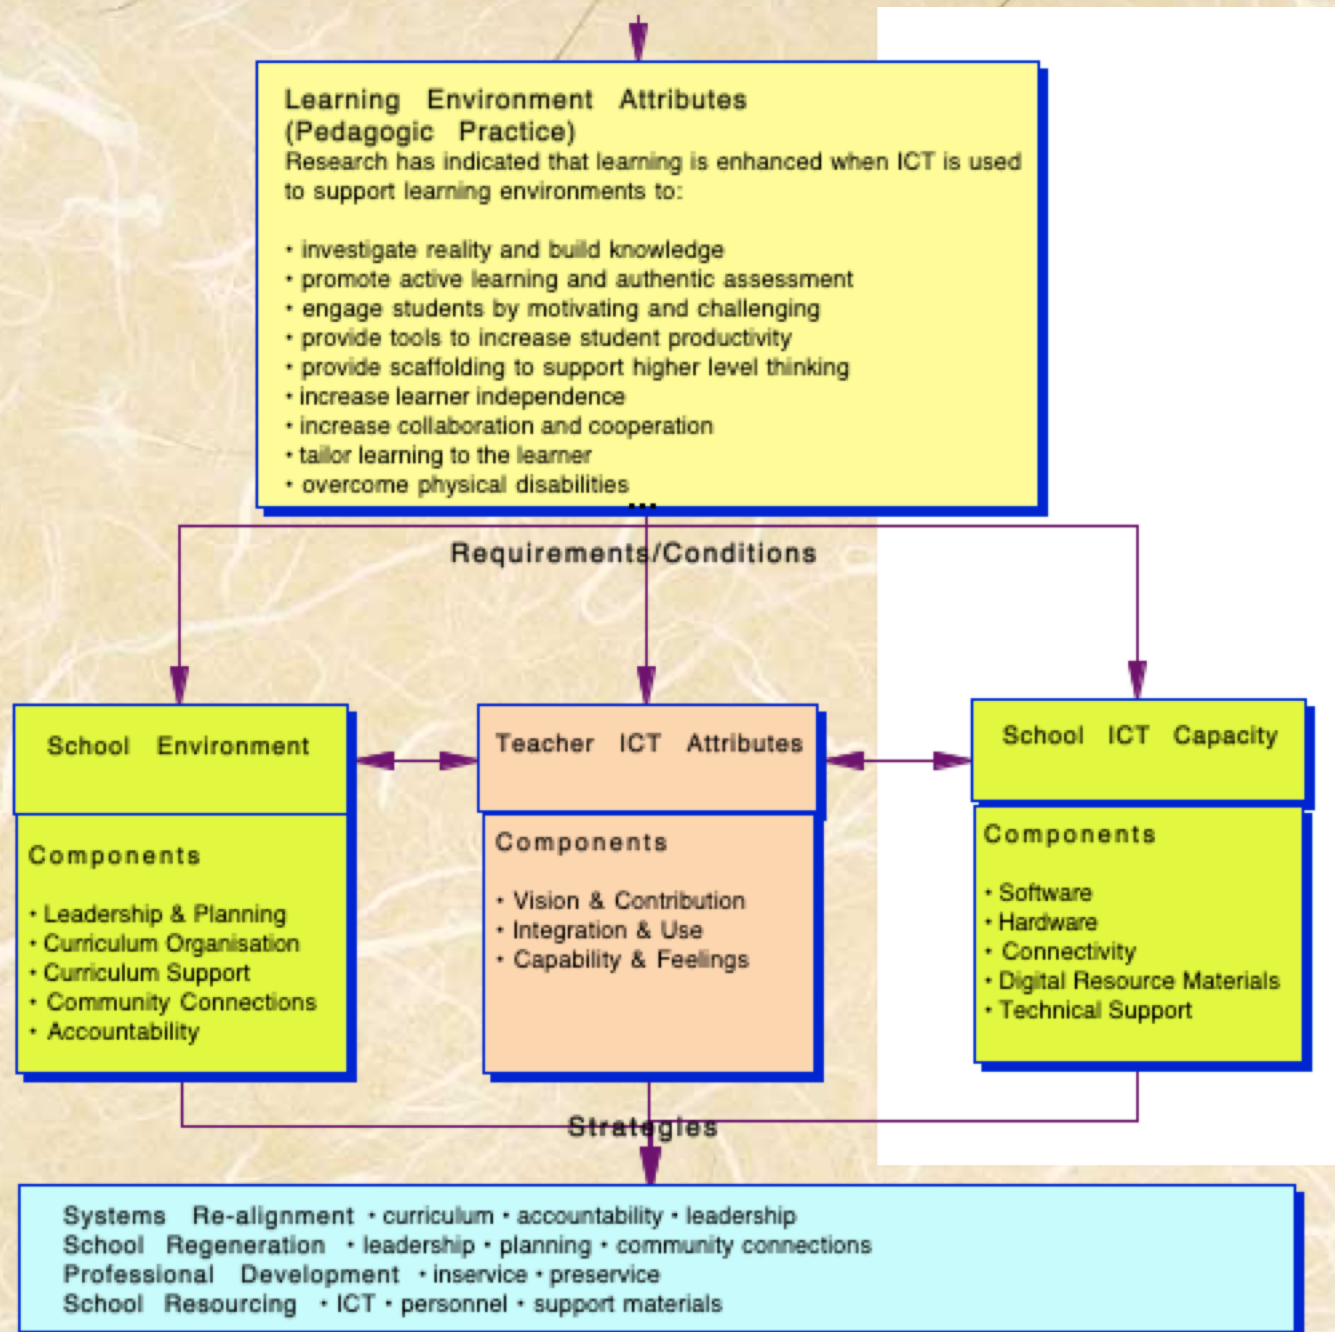 Learning Environment Attributes
(Pedagogic Practice)
Research has indicated that learning is enhanced when ICT is used
to support learning environments to:
• investigate reality and build knowledge
• promote active learning and authentic assessment
• engage students by motivating and challenging
• provide tools to increase student productivity
• provide scaffolding to support higher level thinking
• increase learner independence
• increase collaboration and cooperation
• tailor learning to the learner
• overcome physical disabilities
...
Requirements/Conditions
School Environment
Components
• Leadership & Planning
• Curriculum Organisation
• Curriculum Support
• Community Connections
• Accountability
Teacher ICT Attributes
Components
• Vision & Contribution
• Integration & Use
• Capability & Feelings
School ICT Capacity
Components
• Software
• Hardware
• Connectivity
• Digital Resource Materials
• Technical Support
Strategies
Systems Re-alignment • curriculum • accountability • leadership
School Regeneration • leadership • planning • community connections
Professional Development • inservice • preservice
School Resourcing • ICT • personnel • support materials